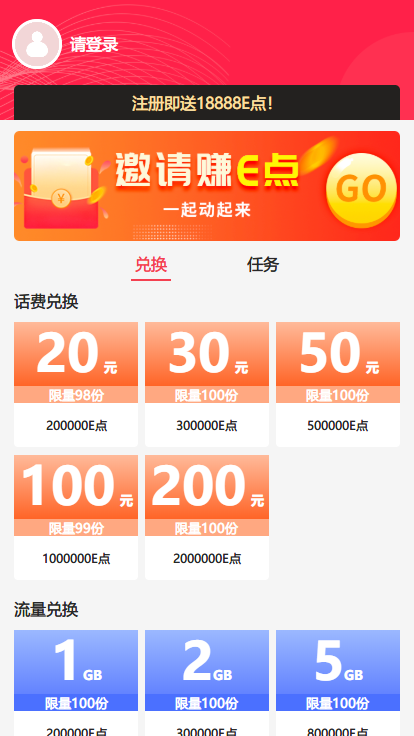 请登录
注册即送18888E点!
邀请赚E点
一起动起来
GO
¥
兑换 任务
话费兑换
20元 30元 50元
限量98份 限量100份 限量100份
200000E点 300000E点 500000E点
100元 200元
限量99份 限量100份
1000000E点 2000000E点
流量兑换
1GB 2GB 5GB
限量100份 限量100份 限量100份
200000E点 300000E点 800000E点